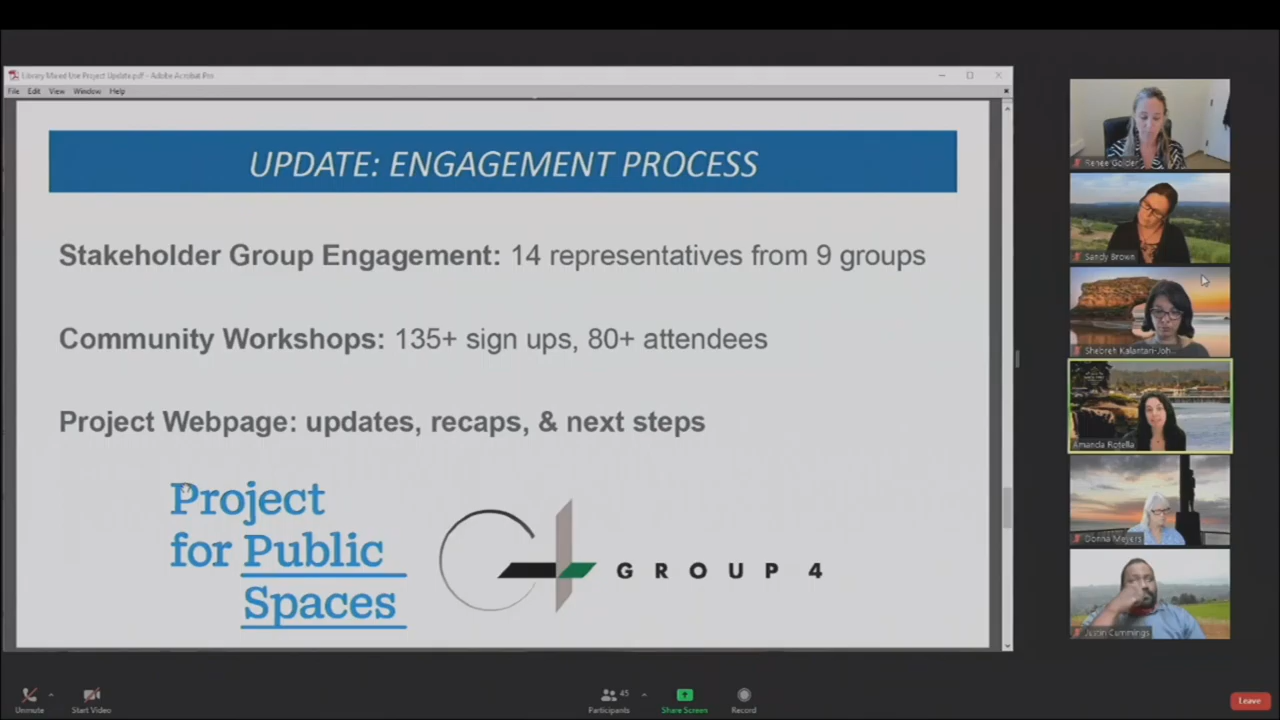 Library Mixed Use Project Update.pdf - Adobe Acrobat Pro
File Edit View Window Help
UPDATE: ENGAGEMENT PROCESS
Stakeholder Group Engagement: 14 representatives from 9 groups
Community Workshops: 135+ sign ups, 80+ attendees
Project Webpage: updates, recaps, & next steps
Project
for Public
Spaces
GROUP 4
Renee Golder
Sandy Brown
Shebreh Kalantari-Joh...
Amanda Rotella
Donna Meyers
Justin Cummings
Unmute
Start Video
45
Participants
Share Screen
Record
Leave